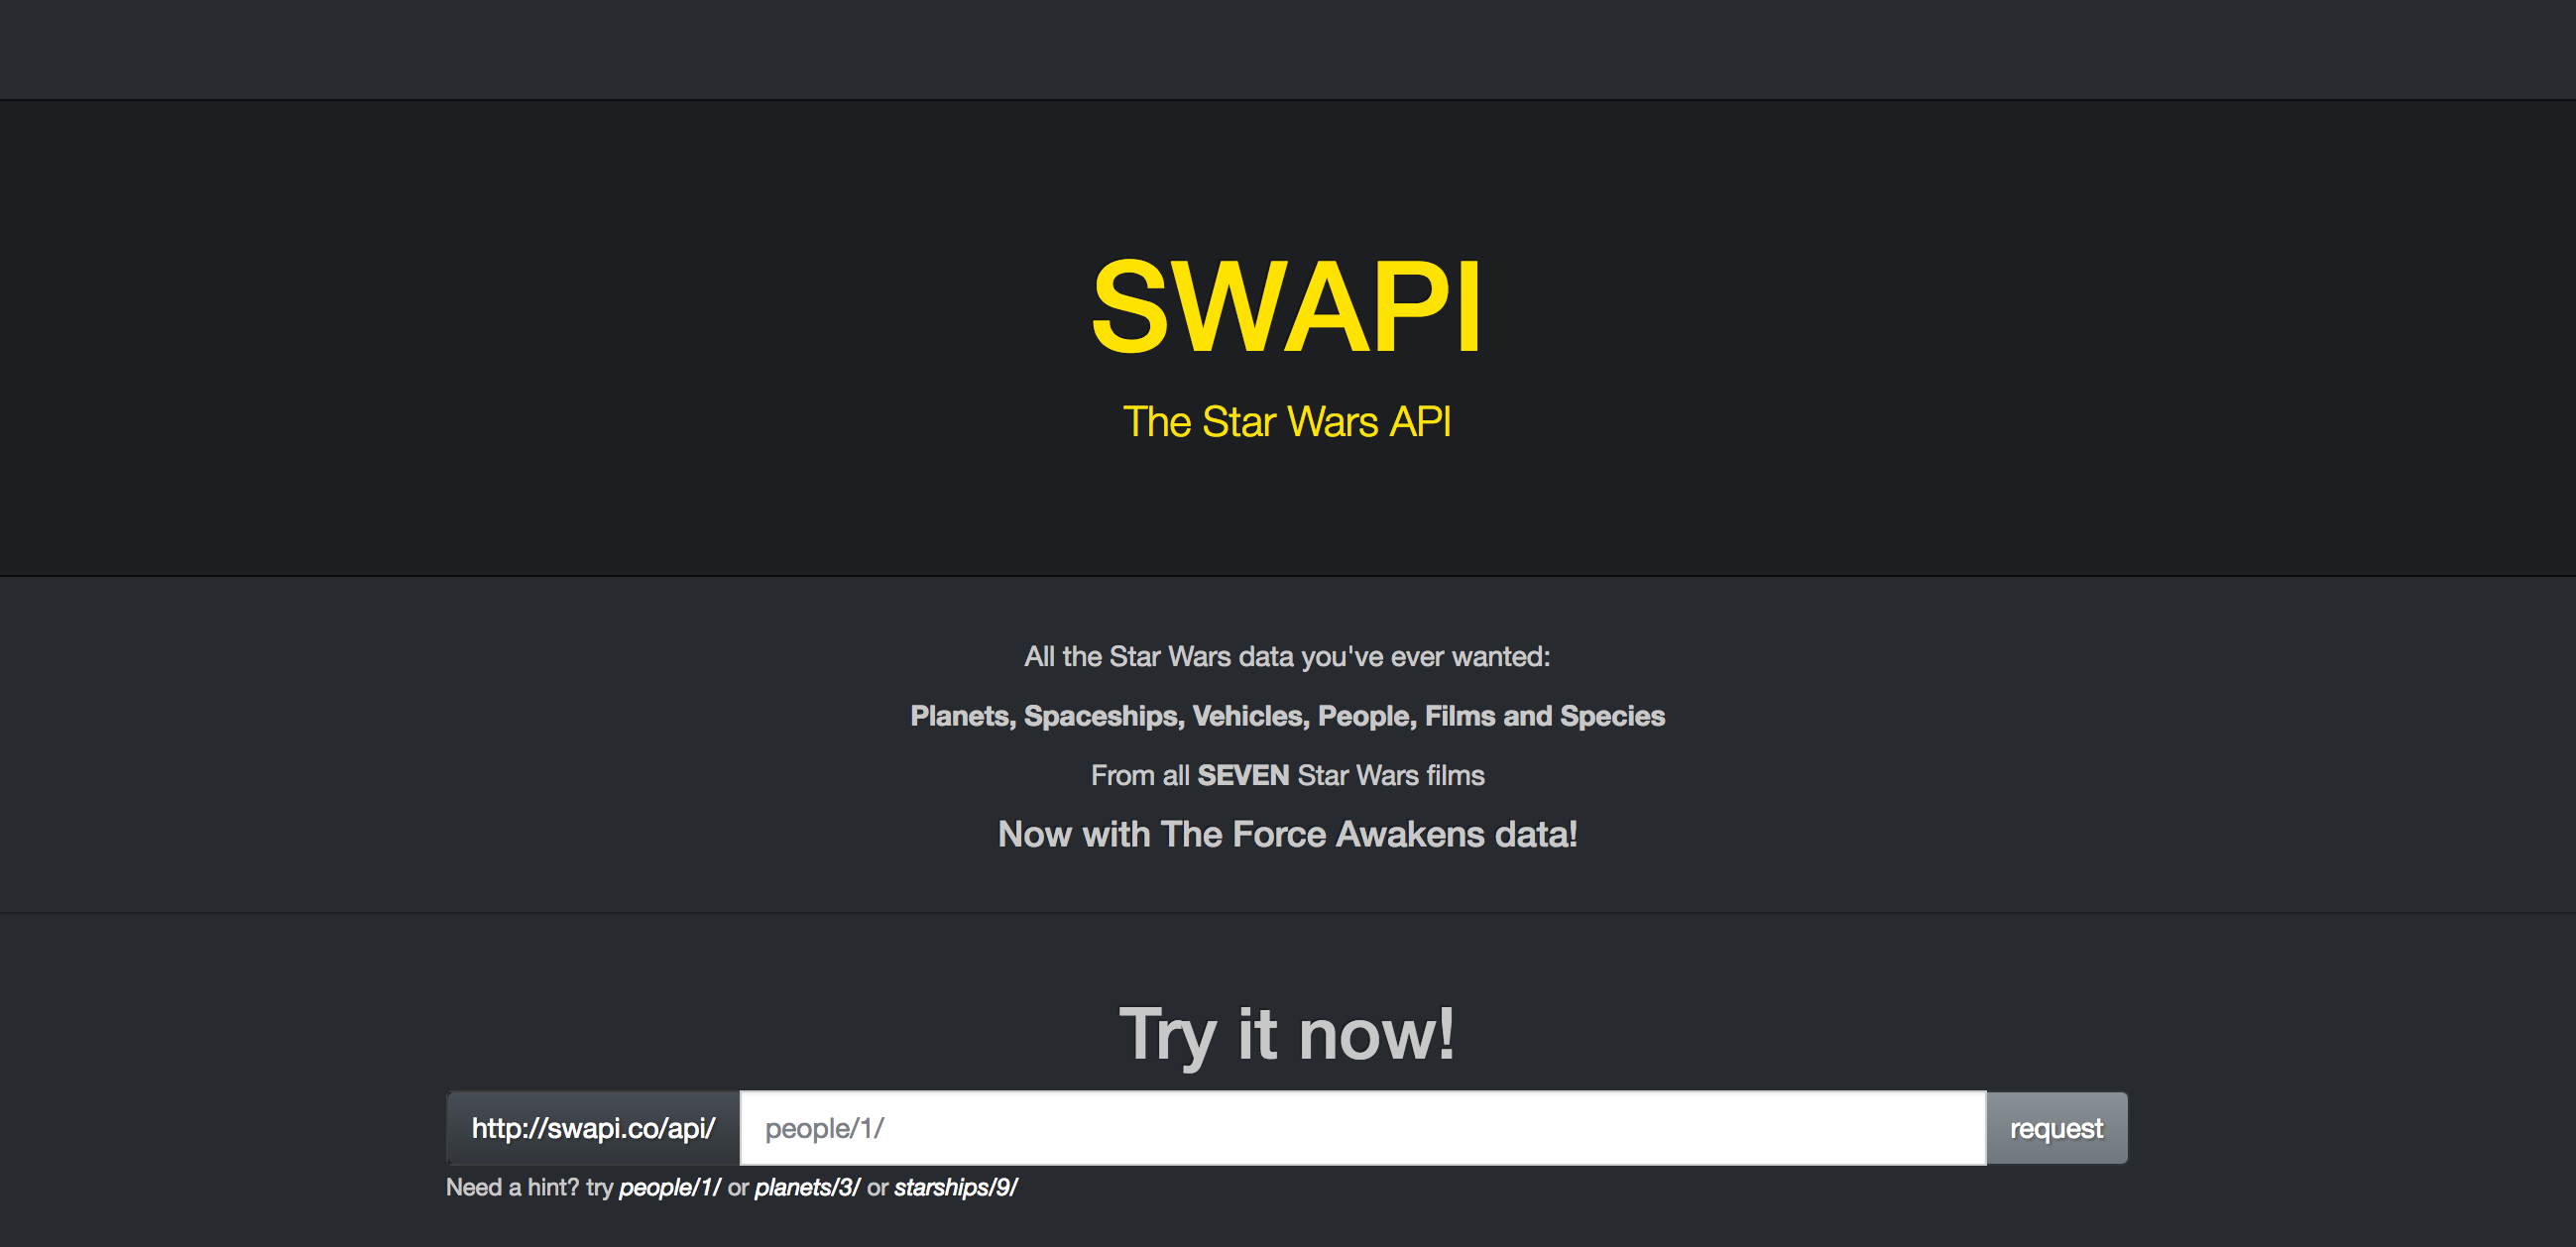 SWAPI
The Star Wars API
All the Star Wars data you've ever wanted:
Planets, Spaceships, Vehicles, People, Films and Species
From all SEVEN Star Wars films
Now with The Force Awakens data!
Try it now!
http://swapi.co/api/ people/1/ request
Need a hint? try people/1/ or planets/3/ or starships/9/